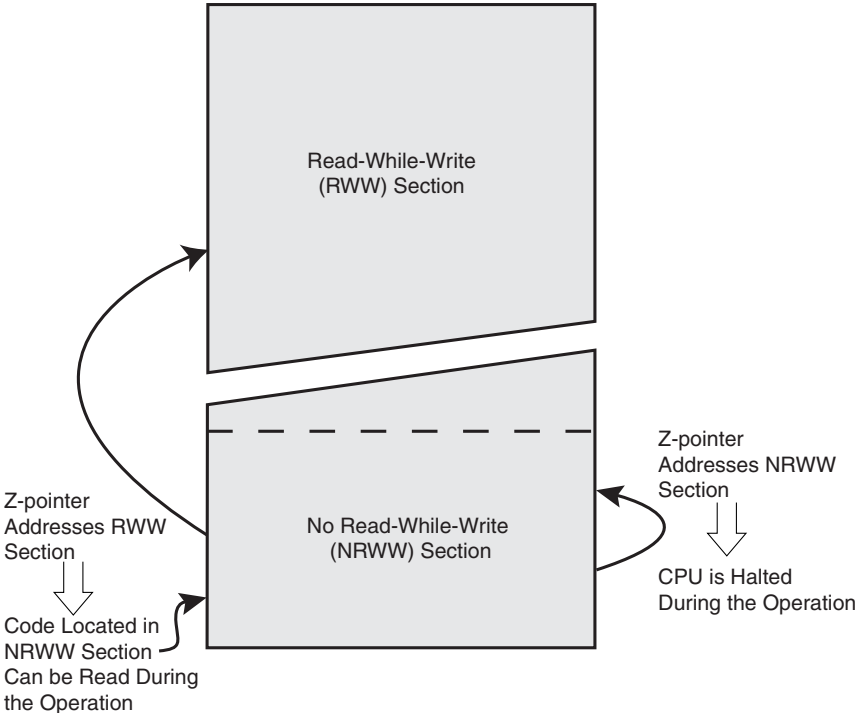 Read-While-Write
(RWW) Section
Z-pointer
Addresses NRWW
Section
Z-pointer
Addresses RWW
Section
No Read-While-Write
(NRWW) Section
CPU is Halted
During the Operation
Code Located in
NRWW Section
Can be Read During
the Operation